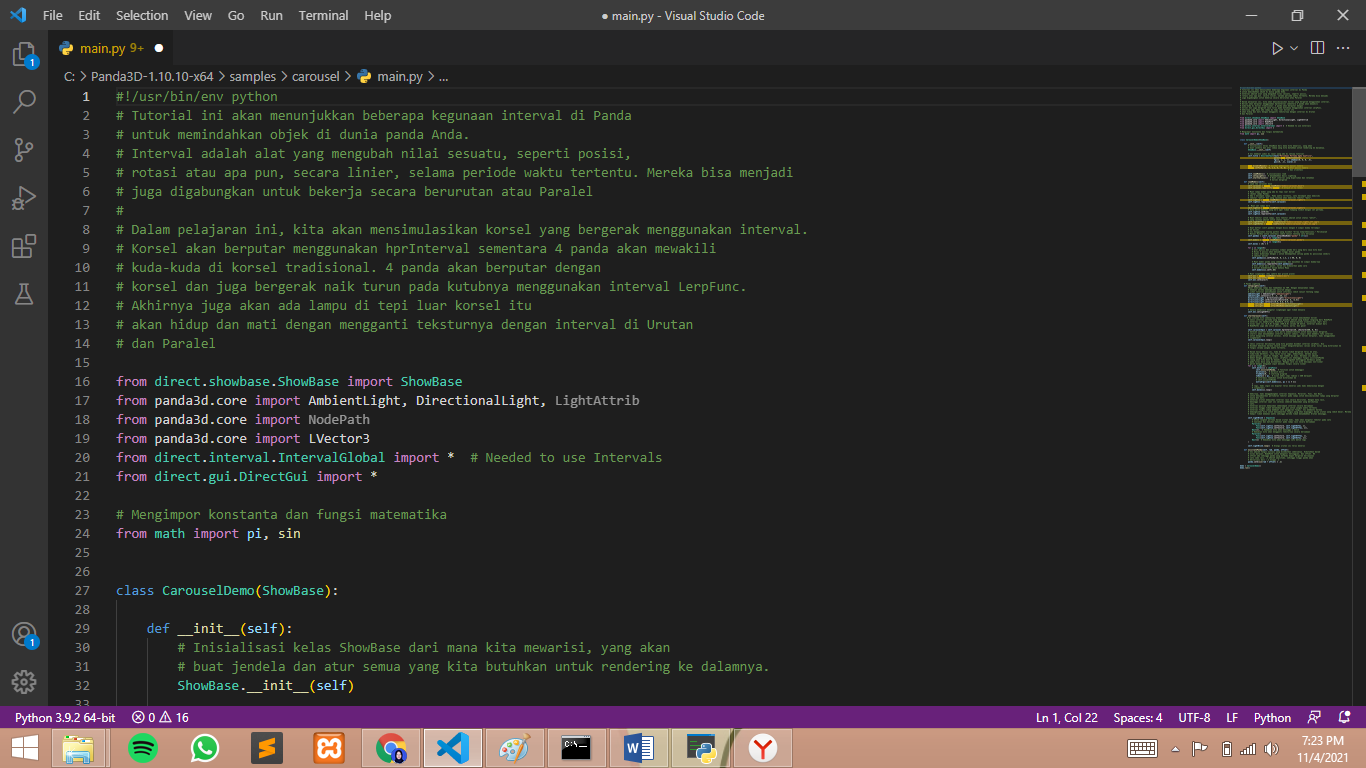 File Edit Selection View Go Run Terminal Help
● main.py - Visual Studio Code
main.py 9+ ●
C: > Panda3D-1.10.10-x64 > samples > carousel > main.py > ...
1 #!/usr/bin/env python
2 # Tutorial ini akan menunjukkan beberapa kegunaan interval di Panda
3 # untuk memindahkan objek di dunia panda Anda.
4 # Interval adalah alat yang mengubah nilai sesuatu, seperti posisi,
5 # rotasi atau apa pun, secara linier, selama periode waktu tertentu. Mereka bisa menjadi
6 # juga digabungkan untuk bekerja secara berurutan atau Paralel
7 #
8 # Dalam pelajaran ini, kita akan mensimulasikan korsel yang bergerak menggunakan interval.
9 # Korsel akan berputar menggunakan hprInterval sementara 4 panda akan mewakili
10 # kuda-kuda di korsel tradisional. 4 panda akan berputar dengan
11 # korsel dan juga bergerak naik turun pada kutubnya menggunakan interval LerpFunc.
12 # Akhirnya juga akan ada lampu di tepi luar korsel itu
13 # akan hidup dan mati dengan mengganti teksturnya dengan interval di Urutan
14 # dan Paralel
15
16 from direct.showbase.ShowBase import ShowBase
17 from panda3d.core import AmbientLight, DirectionalLight, LightAttrib
18 from panda3d.core import NodePath
19 from panda3d.core import LVector3
20 from direct.interval.IntervalGlobal import *  # Needed to use Intervals
21 from direct.gui.DirectGui import *
22
23 # Mengimpor konstanta dan fungsi matematika
24 from math import pi, sin
25
26
27 class CarouselDemo(ShowBase):
28
29     def __init__(self):
30         # Inisialisasi kelas ShowBase dari mana kita mewarisi, yang akan
31         # buat jendela dan atur semua yang kita butuhkan untuk rendering ke dalamnya.
32         ShowBase.__init__(self)
33
1
1
Python 3.9.2 64-bit 0 16 Ln 1, Col 22 Spaces: 4 UTF-8 LF Python
7:23 PM
11/4/2021